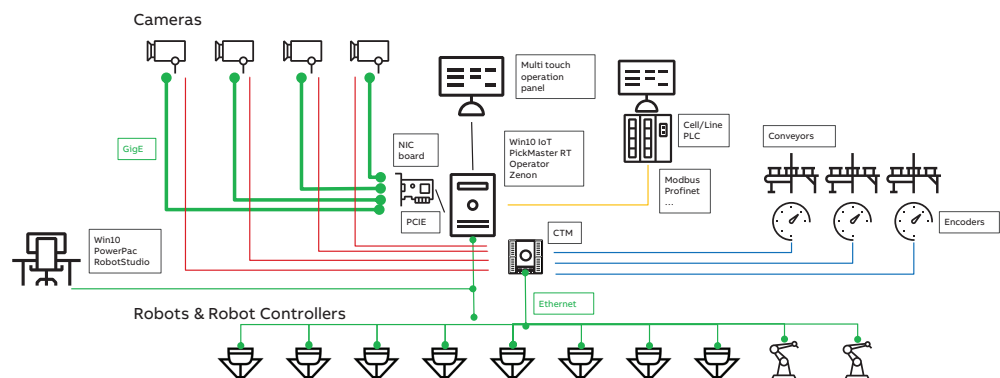 Cameras
Multi touch
operation
panel
Cell/Line
PLC
Conveyors
GigE
NIC
board
Win10 IoT
PickMaster RT
Operator
Zenon
Modbus
Profinet
...
PCIE
CTM
Encoders
Win10
PowerPac
RobotStudio
Ethernet
Robots & Robot Controllers